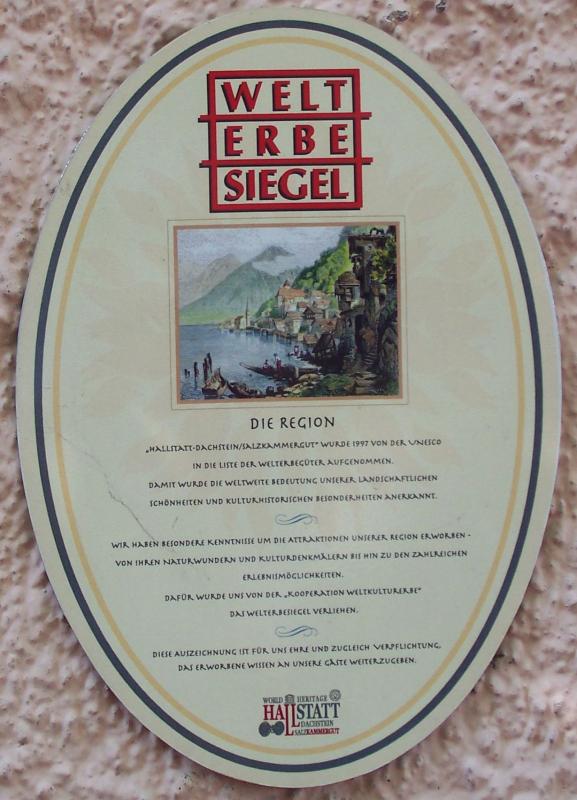 WELT
ERBE
SIEGEL
DIE REGION
„HALLSTATT-DACHSTEIN/SALZKAMMERGUT" WURDE 1997 VON DER UNESCO
IN DIE LISTE DER WELTERBEGÜTER AUFGENOMMEN.
DAMIT WURDE DIE WELTWEITE BEDEUTUNG UNSERER LANDSCHAFTLICHEN
SCHÖNHEITEN UND KULTURHISTORISCHEN BESONDERHEITEN ANERKANNT.
WIR HABEN BESONDERE KENNTNISSE UM DIE ATTRAKTIONEN UNSERER REGION ERWORBEN -
VON IHREN NATURWUNDERN UND KULTURDENKMÄLERN BIS HIN ZU DEN ZAHLREICHEN
ERLEBNISMÖGLICHKEITEN.
DAFÜR WURDE UNS VON DER „KOOPERATION WELTKULTURERBE"
DAS WELTERBESIEGEL VERLIEHEN.
DIESE AUSZEICHNUNG IST FÜR UNS EHRE UND ZUGLEICH VERPFLICHTUNG,
DAS ERWORBENE WISSEN AN UNSERE GÄSTE WEITERZUGEBEN.
WORLD HERITAGE
HALLSTATT
DACHSTEIN
SALZKAMMERGUT